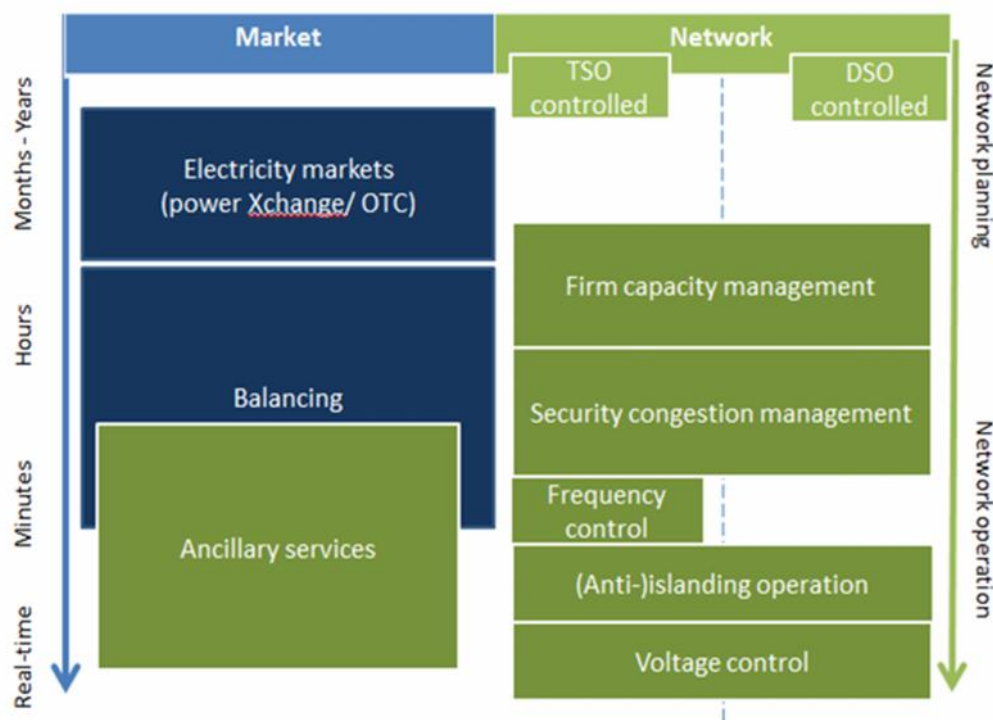 Market
Network
TSO
controlled
DSO
controlled
Months - Years
Hours
Minutes
Real-time
Electricity markets
(power Xchange/ OTC)
Balancing
Ancillary services
Firm capacity management
Security congestion management
Frequency
control
(Anti-)islanding operation
Voltage control
Network planning
Network operation